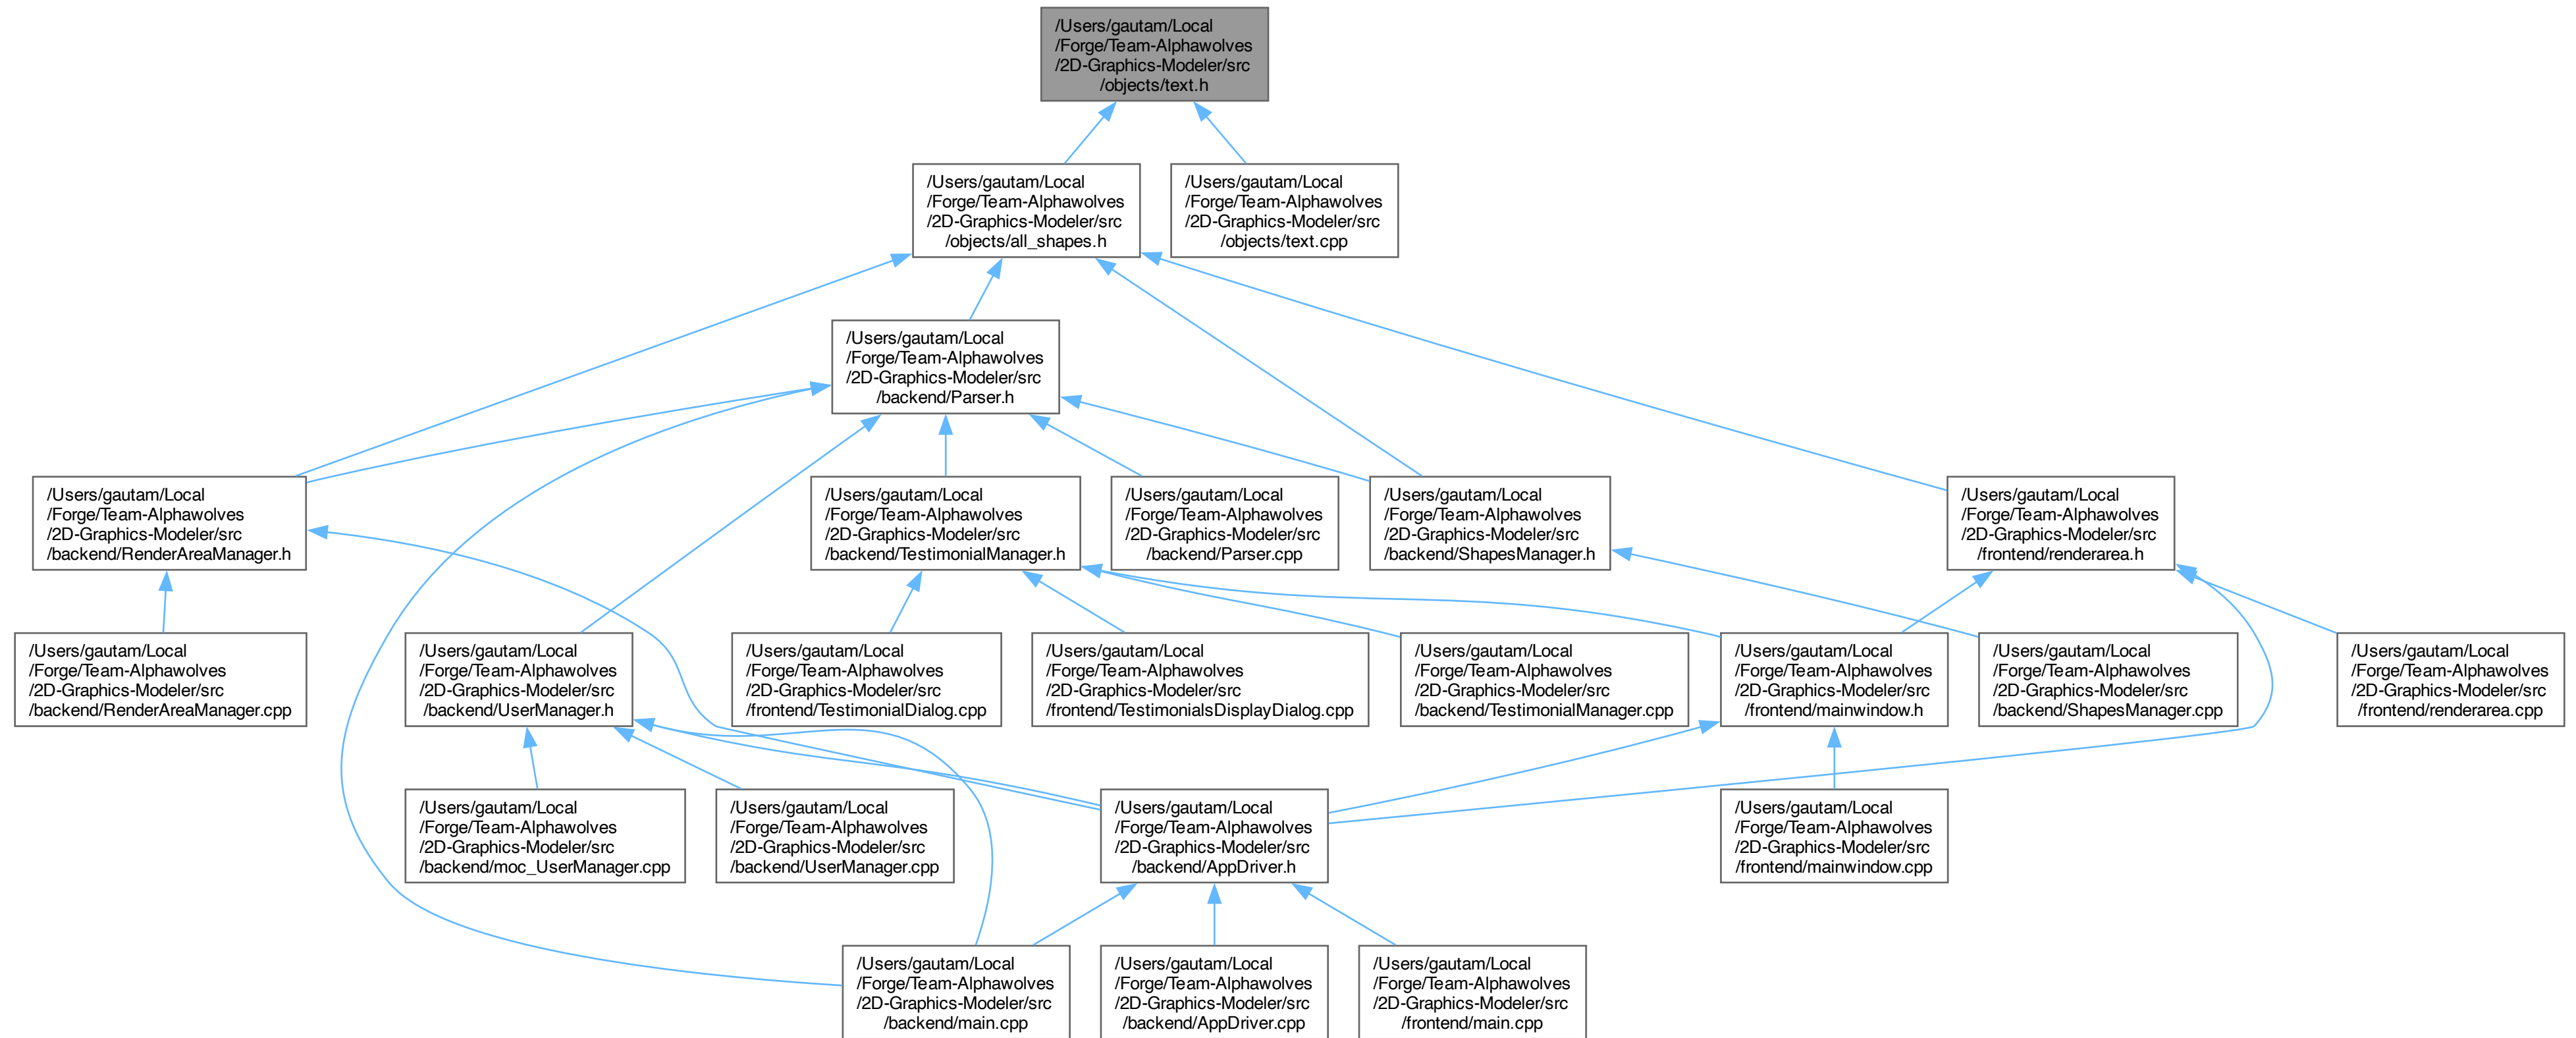 /Users/gautam/Local
/Forge/Team-Alphawolves
/2D-Graphics-Modeler/src
/objects/text.h
/Users/gautam/Local
/Forge/Team-Alphawolves
/2D-Graphics-Modeler/src
/objects/all_shapes.h
/Users/gautam/Local
/Forge/Team-Alphawolves
/2D-Graphics-Modeler/src
/objects/text.cpp
/Users/gautam/Local
/Forge/Team-Alphawolves
/2D-Graphics-Modeler/src
/backend/Parser.h
/Users/gautam/Local
/Forge/Team-Alphawolves
/2D-Graphics-Modeler/src
/backend/RenderAreaManager.h
/Users/gautam/Local
/Forge/Team-Alphawolves
/2D-Graphics-Modeler/src
/backend/TestimonialManager.h
/Users/gautam/Local
/Forge/Team-Alphawolves
/2D-Graphics-Modeler/src
/backend/Parser.cpp
/Users/gautam/Local
/Forge/Team-Alphawolves
/2D-Graphics-Modeler/src
/backend/ShapesManager.h
/Users/gautam/Local
/Forge/Team-Alphawolves
/2D-Graphics-Modeler/src
/frontend/renderarea.h
/Users/gautam/Local
/Forge/Team-Alphawolves
/2D-Graphics-Modeler/src
/backend/RenderAreaManager.cpp
/Users/gautam/Local
/Forge/Team-Alphawolves
/2D-Graphics-Modeler/src
/backend/UserManager.h
/Users/gautam/Local
/Forge/Team-Alphawolves
/2D-Graphics-Modeler/src
/frontend/TestimonialDialog.cpp
/Users/gautam/Local
/Forge/Team-Alphawolves
/2D-Graphics-Modeler/src
/frontend/TestimonialsDisplayDialog.cpp
/Users/gautam/Local
/Forge/Team-Alphawolves
/2D-Graphics-Modeler/src
/backend/TestimonialManager.cpp
/Users/gautam/Local
/Forge/Team-Alphawolves
/2D-Graphics-Modeler/src
/frontend/mainwindow.h
/Users/gautam/Local
/Forge/Team-Alphawolves
/2D-Graphics-Modeler/src
/backend/ShapesManager.cpp
/Users/gautam/Local
/Forge/Team-Alphawolves
/2D-Graphics-Modeler/src
/frontend/renderarea.cpp
/Users/gautam/Local
/Forge/Team-Alphawolves
/2D-Graphics-Modeler/src
/backend/moc_UserManager.cpp
/Users/gautam/Local
/Forge/Team-Alphawolves
/2D-Graphics-Modeler/src
/backend/UserManager.cpp
/Users/gautam/Local
/Forge/Team-Alphawolves
/2D-Graphics-Modeler/src
/backend/AppDriver.h
/Users/gautam/Local
/Forge/Team-Alphawolves
/2D-Graphics-Modeler/src
/frontend/mainwindow.cpp
/Users/gautam/Local
/Forge/Team-Alphawolves
/2D-Graphics-Modeler/src
/backend/main.cpp
/Users/gautam/Local
/Forge/Team-Alphawolves
/2D-Graphics-Modeler/src
/backend/AppDriver.cpp
/Users/gautam/Local
/Forge/Team-Alphawolves
/2D-Graphics-Modeler/src
/frontend/main.cpp